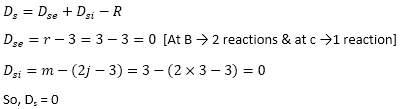 Dₛ = Dₛₑ + Dₛᵢ − R
Dₛₑ = r − 3 = 3 − 3 = 0 [At B → 2 reactions & at c →1 reaction]
Dₛᵢ = m − (2j − 3) = 3 − (2 × 3 − 3) = 0
So, Dₛ = 0